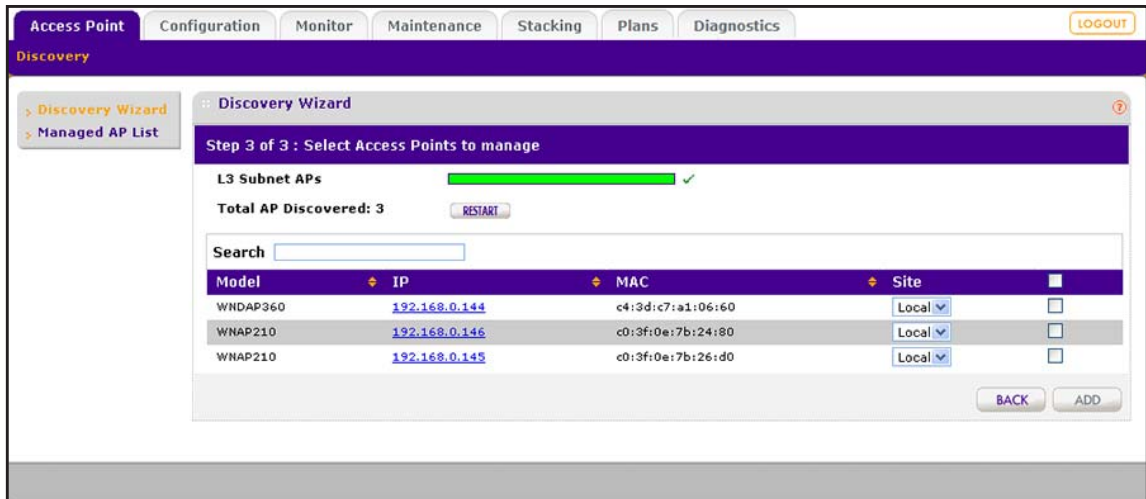 Access Point Configuration Monitor Maintenance Stacking Plans Diagnostics LOGOUT
Discovery
Discovery Wizard
Managed AP List
Discovery Wizard ?
Step 3 of 3 : Select Access Points to manage
L3 Subnet APs
Total AP Discovered: 3 RESTART
Search
Model IP MAC Site
WNDAP360 192.168.0.144 c4:3d:c7:a1:06:60 Local
WNAP210 192.168.0.146 c0:3f:0e:7b:24:80 Local
WNAP210 192.168.0.145 c0:3f:0e:7b:26:d0 Local
BACK ADD